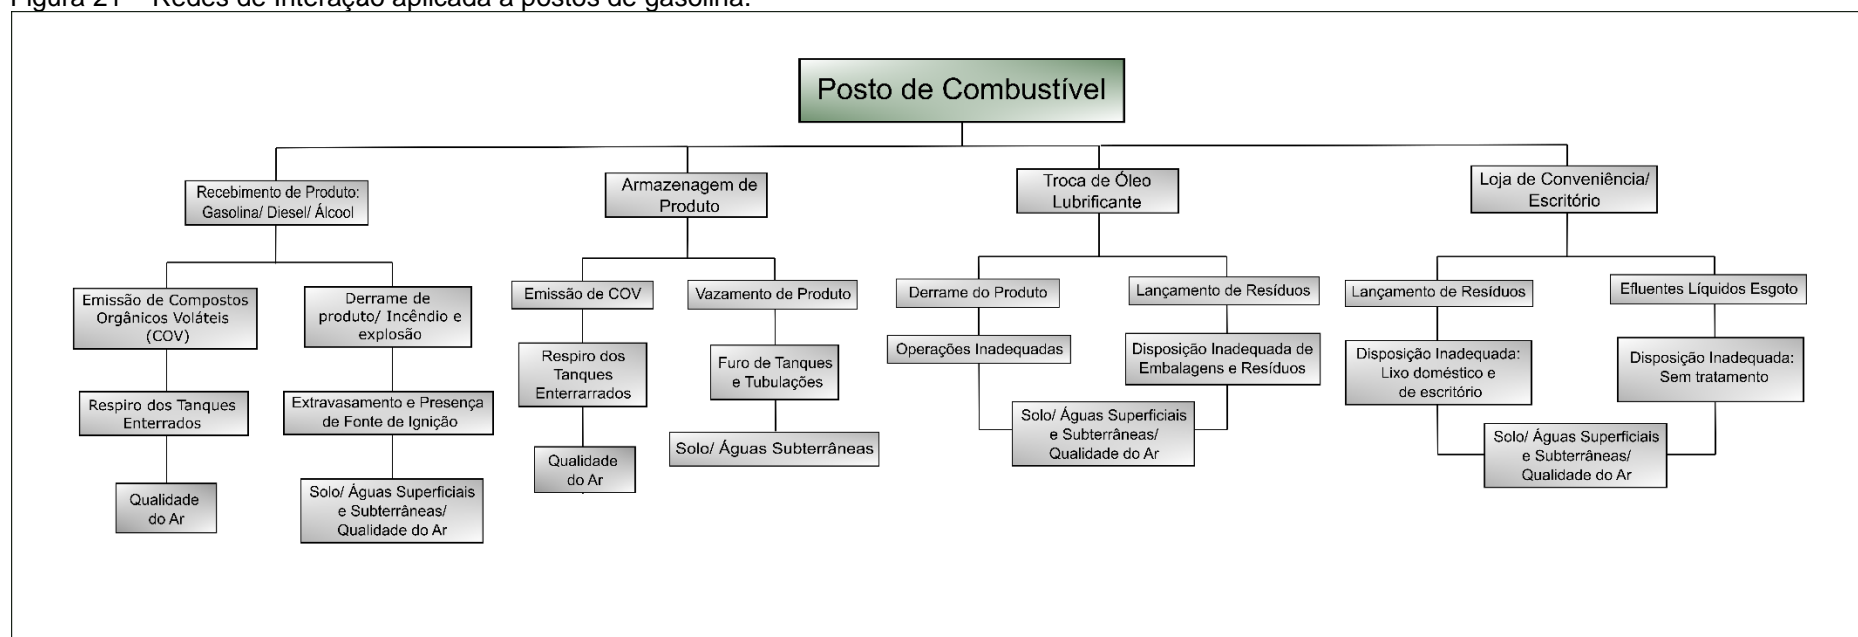 Figura 21 – Redes de Interação aplicada a postos de gasolina.
Posto de Combustível
Recebimento de Produto:
Gasolina/ Diesel/ Álcool
Armazenagem de
Produto
Troca de Óleo
Lubrificante
Loja de Conveniência/
Escritório
Emissão de Compostos
Orgânicos Voláteis
(COV)
Derrame de
produto/ Incêndio e
explosão
Emissão de COV
Vazamento de Produto
Derrame do Produto
Lançamento de Resíduos
Lançamento de Resíduos
Efluentes Líquidos Esgoto
Respiro dos Tanques
Enterrados
Extravasamento e Presença
de Fonte de Ignição
Respiro dos
Tanques
Enterrarrados
Furo de Tanques
e Tubulações
Operações Inadequadas
Disposição Inadequada de
Embalagens e Resíduos
Disposição Inadequada:
Lixo doméstico e
de escritório
Disposição Inadequada:
Sem tratamento
Qualidade
do Ar
Solo/ Águas Superficiais
e Subterrâneas/
Qualidade do Ar
Qualidade
do Ar
Solo/ Águas Subterrâneas
Solo/ Águas Superficiais
e Subterrâneas/
Qualidade do Ar
Solo/ Águas Superficiais
e Subterrâneas/
Qualidade do Ar